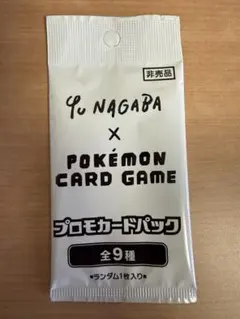 非売品
Yu NAGABA
×
POKÉMON
CARD GAME
プロモカードパック
全9種
*ランダム1枚入り*